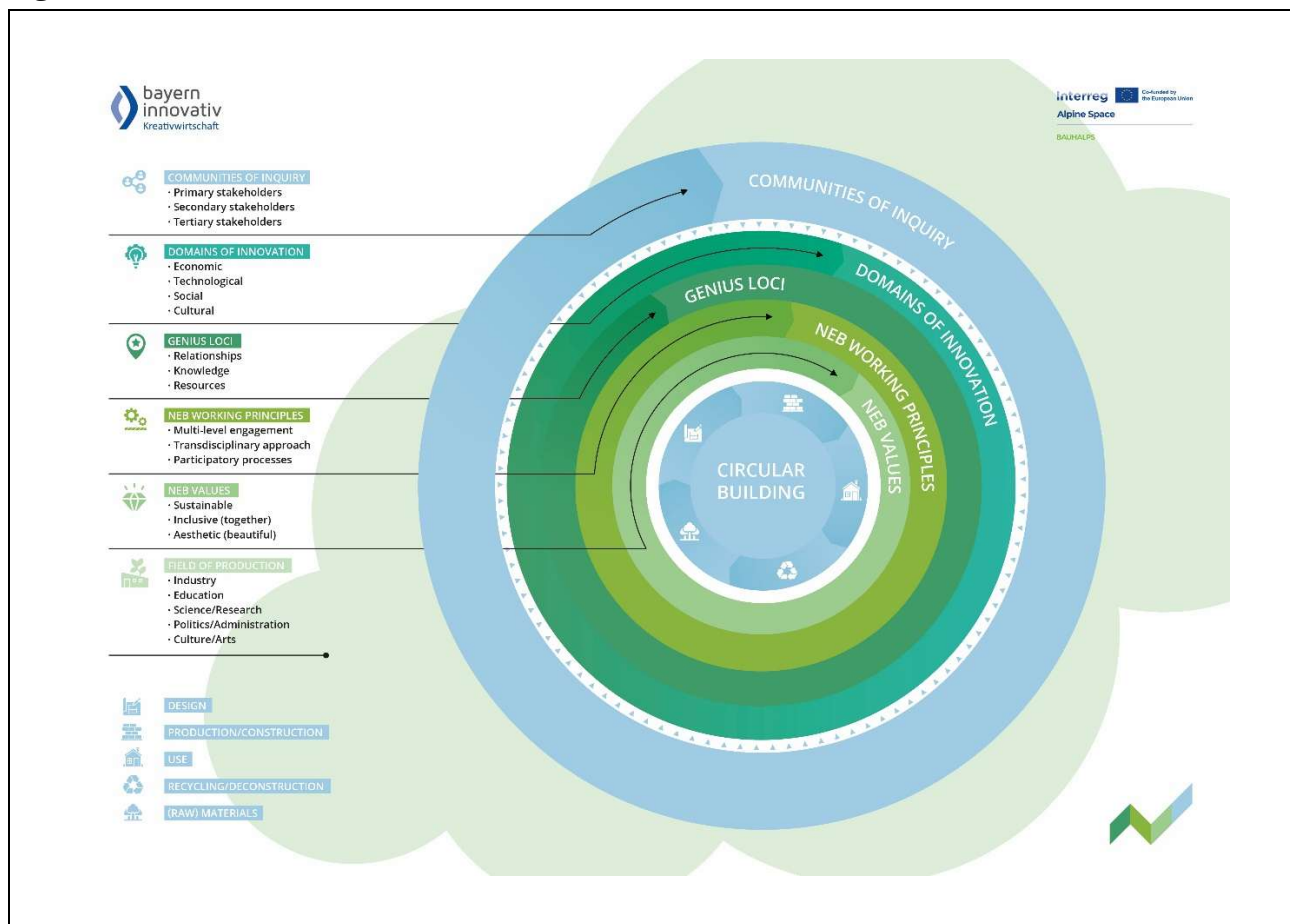 bayern
innovativ
Kreativwirtschaft
Interreg
Co-funded by
the European Union
Alpine Space
BAUHALPS
COMMUNITIES OF INQUIRY
· Primary stakeholders
· Secondary stakeholders
· Tertiary stakeholders
DOMAINS OF INNOVATION
· Economic
· Technological
· Social
· Cultural
GENIUS LOCI
· Relationships
· Knowledge
· Resources
NEB WORKING PRINCIPLES
· Multi-level engagement
· Transdisciplinary approach
· Participatory processes
NEB VALUES
· Sustainable
· Inclusive (together)
· Aesthetic (beautiful)
FIELD OF PRODUCTION
· Industry
· Education
· Science/Research
· Politics/Administration
· Culture/Arts
DESIGN
PRODUCTION/CONSTRUCTION
USE
RECYCLING/DECONSTRUCTION
(RAW) MATERIALS
COMMUNITIES OF INQUIRY
DOMAINS OF INNOVATION
GENIUS LOCI
NEB WORKING PRINCIPLES
NEB VALUES
CIRCULAR
BUILDING